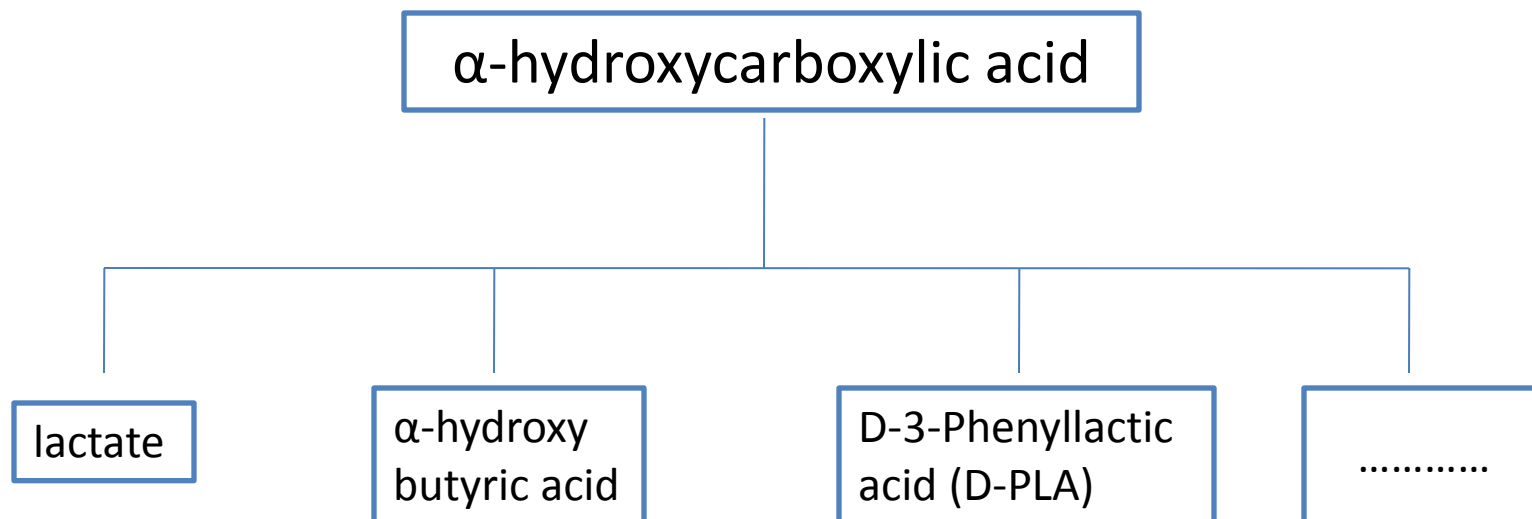 α-hydroxycarboxylic acid
lactate
α-hydroxy
butyric acid
D-3-Phenyllactic
acid (D-PLA)
…………